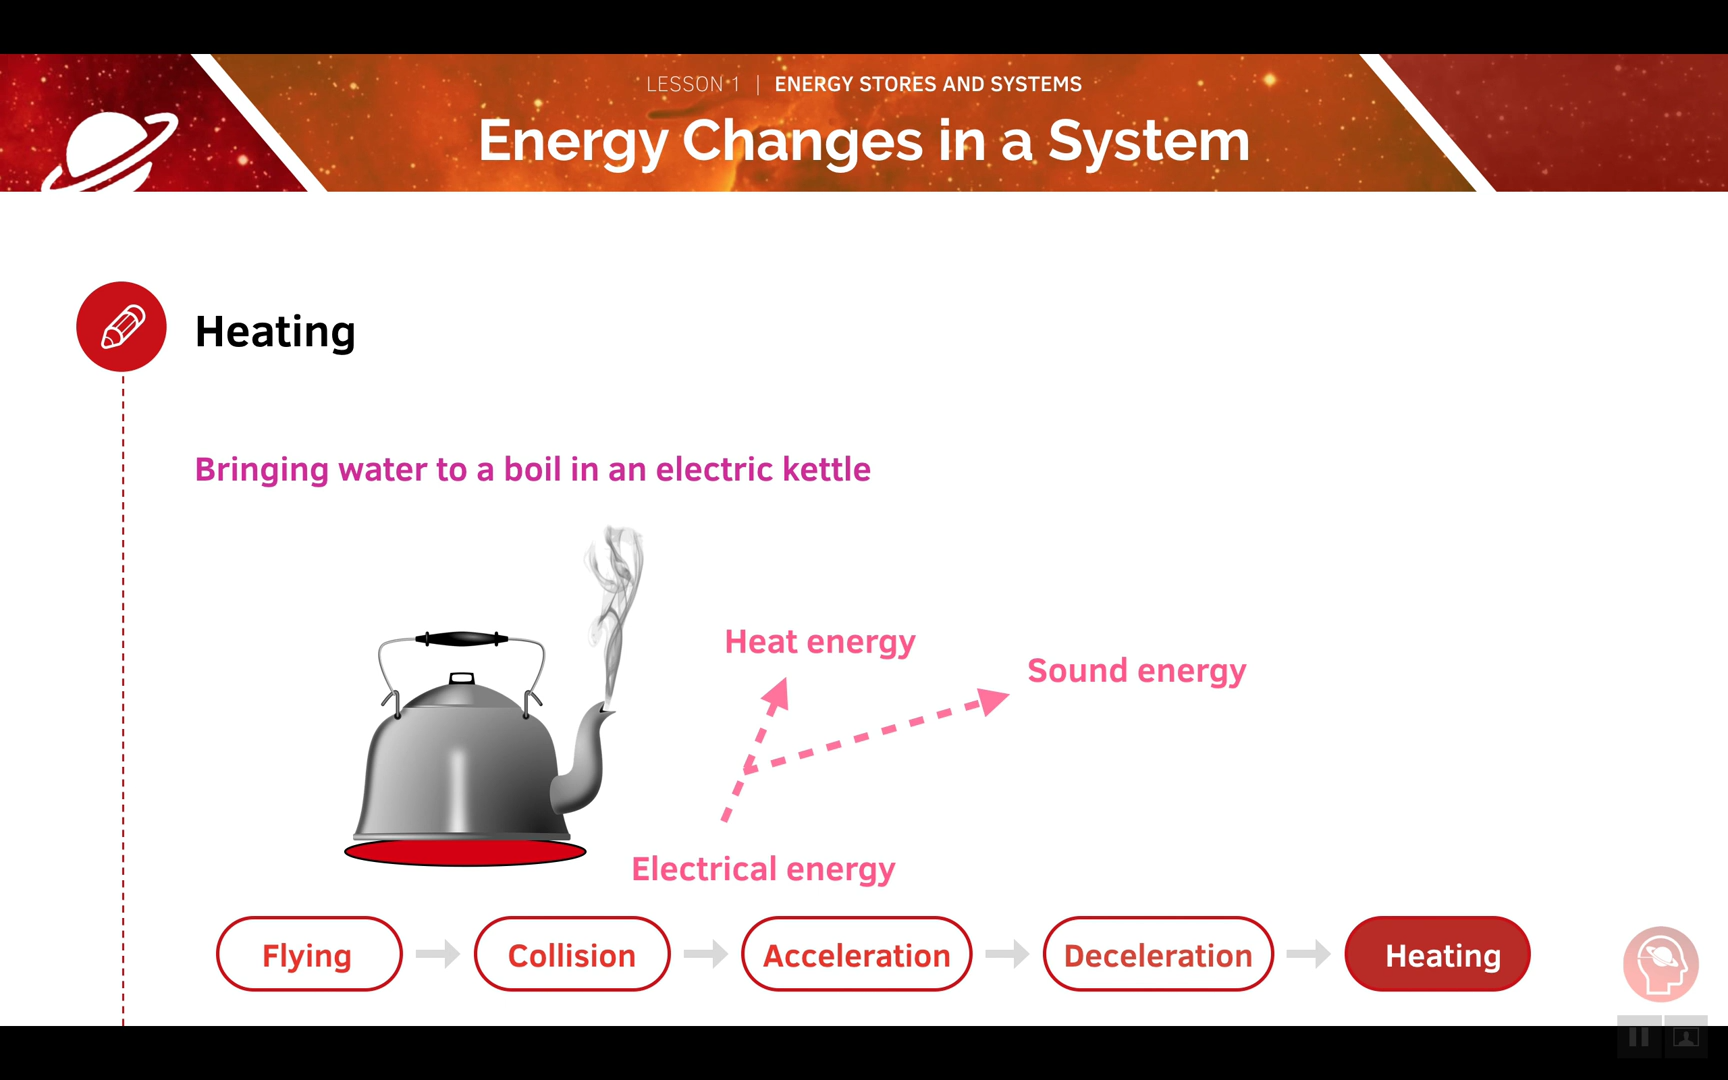 LESSON 1 | ENERGY STORES AND SYSTEMS
Energy Changes in a System
Heating
Bringing water to a boil in an electric kettle
Heat energy
Sound energy
Electrical energy
Flying
Collision
Acceleration
Deceleration
Heating